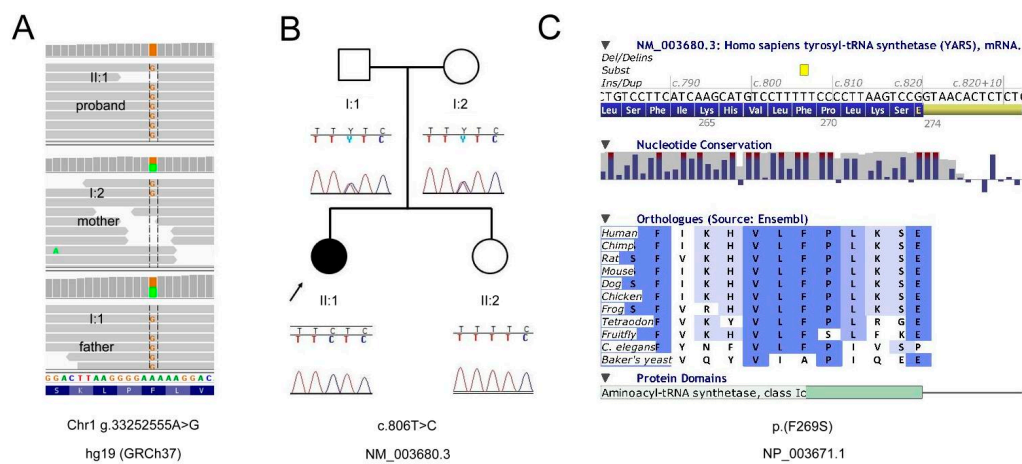 A
II:1
proband
G
G
G
G
G
G
G
I:2
mother
G
G
A
I:1
father
G
G
G
G
G
G G A C T T A A G G G G A A A A A G G A C
S K L P F L V
Chr1 g.33252555A>G
hg19 (GRCh37)
B
I:1
I:2
T T Y T C
T T Y T C
T T Y T C
T T Y T C
II:1
II:2
T T C T C
T T C T C
T T T T C
T T T T C
c.806T>C
NM_003680.3
C
NM_003680.3: Homo sapiens tyrosyl-tRNA synthetase (YARS), mRNA.
Del/Delins
Subst
Ins/Dup
c.790
c.800
c.810
c.820
c.820+10
CTGTCCTTCATCAAGCATGTCCTTTTTCCCCTTAAGTCCGGTAACACTCTCT
Leu Ser Phe Ile Lys His Val Leu Phe Pro Leu Lys Ser E
265
270
274
Nucleotide Conservation
Orthologues (Source: Ensembl)
Human F I K H V L F P L K S E
Chimp F I K H V L F P L K S E
Rat S F V K H V L F P L K S E
Mouse F I K H V L F P L K S E
Dog S F I K H V L F P L K S E
Chicken F I K H V L F P L K S E
Frog S F V R H V L F P L K S E
Tetraodon F V K Y V L F P L R G E
Fruitfly F V K H V L F S L F K E
C. elegans F Y N F V L F P I V S P
Baker's yeast V Q Y V I A P I Q E E
Protein Domains
Aminoacyl-tRNA synthetase, class Ic
p.(F269S)
NP_003671.1